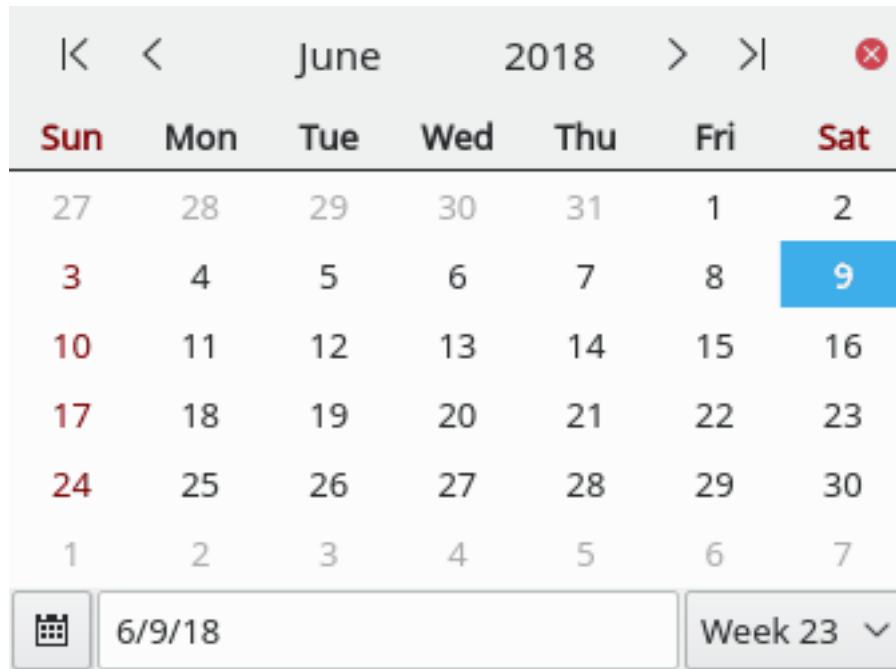 June 2018
Sun Mon Tue Wed Thu Fri Sat
27 28 29 30 31 1 2
3 4 5 6 7 8 9
10 11 12 13 14 15 16
17 18 19 20 21 22 23
24 25 26 27 28 29 30
1 2 3 4 5 6 7
6/9/18 Week 23